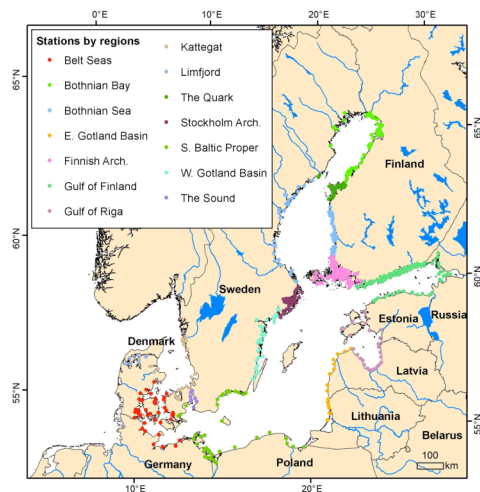 0°E 10°E 20°E 30°E
Stations by regions
Belt Seas
Bothnian Bay
Bothnian Sea
E. Gotland Basin
Finnish Arch.
Gulf of Finland
Gulf of Riga
Kattegat
Limfjord
The Quark
Stockholm Arch.
S. Baltic Proper
W. Gotland Basin
The Sound
65°N
65°N
Finland
60°N
60°N
Sweden
Estonia
Russia
Denmark
Latvia
55°N
55°N
Lithuania
Belarus
Germany
Poland
100
km
10°E 20°E